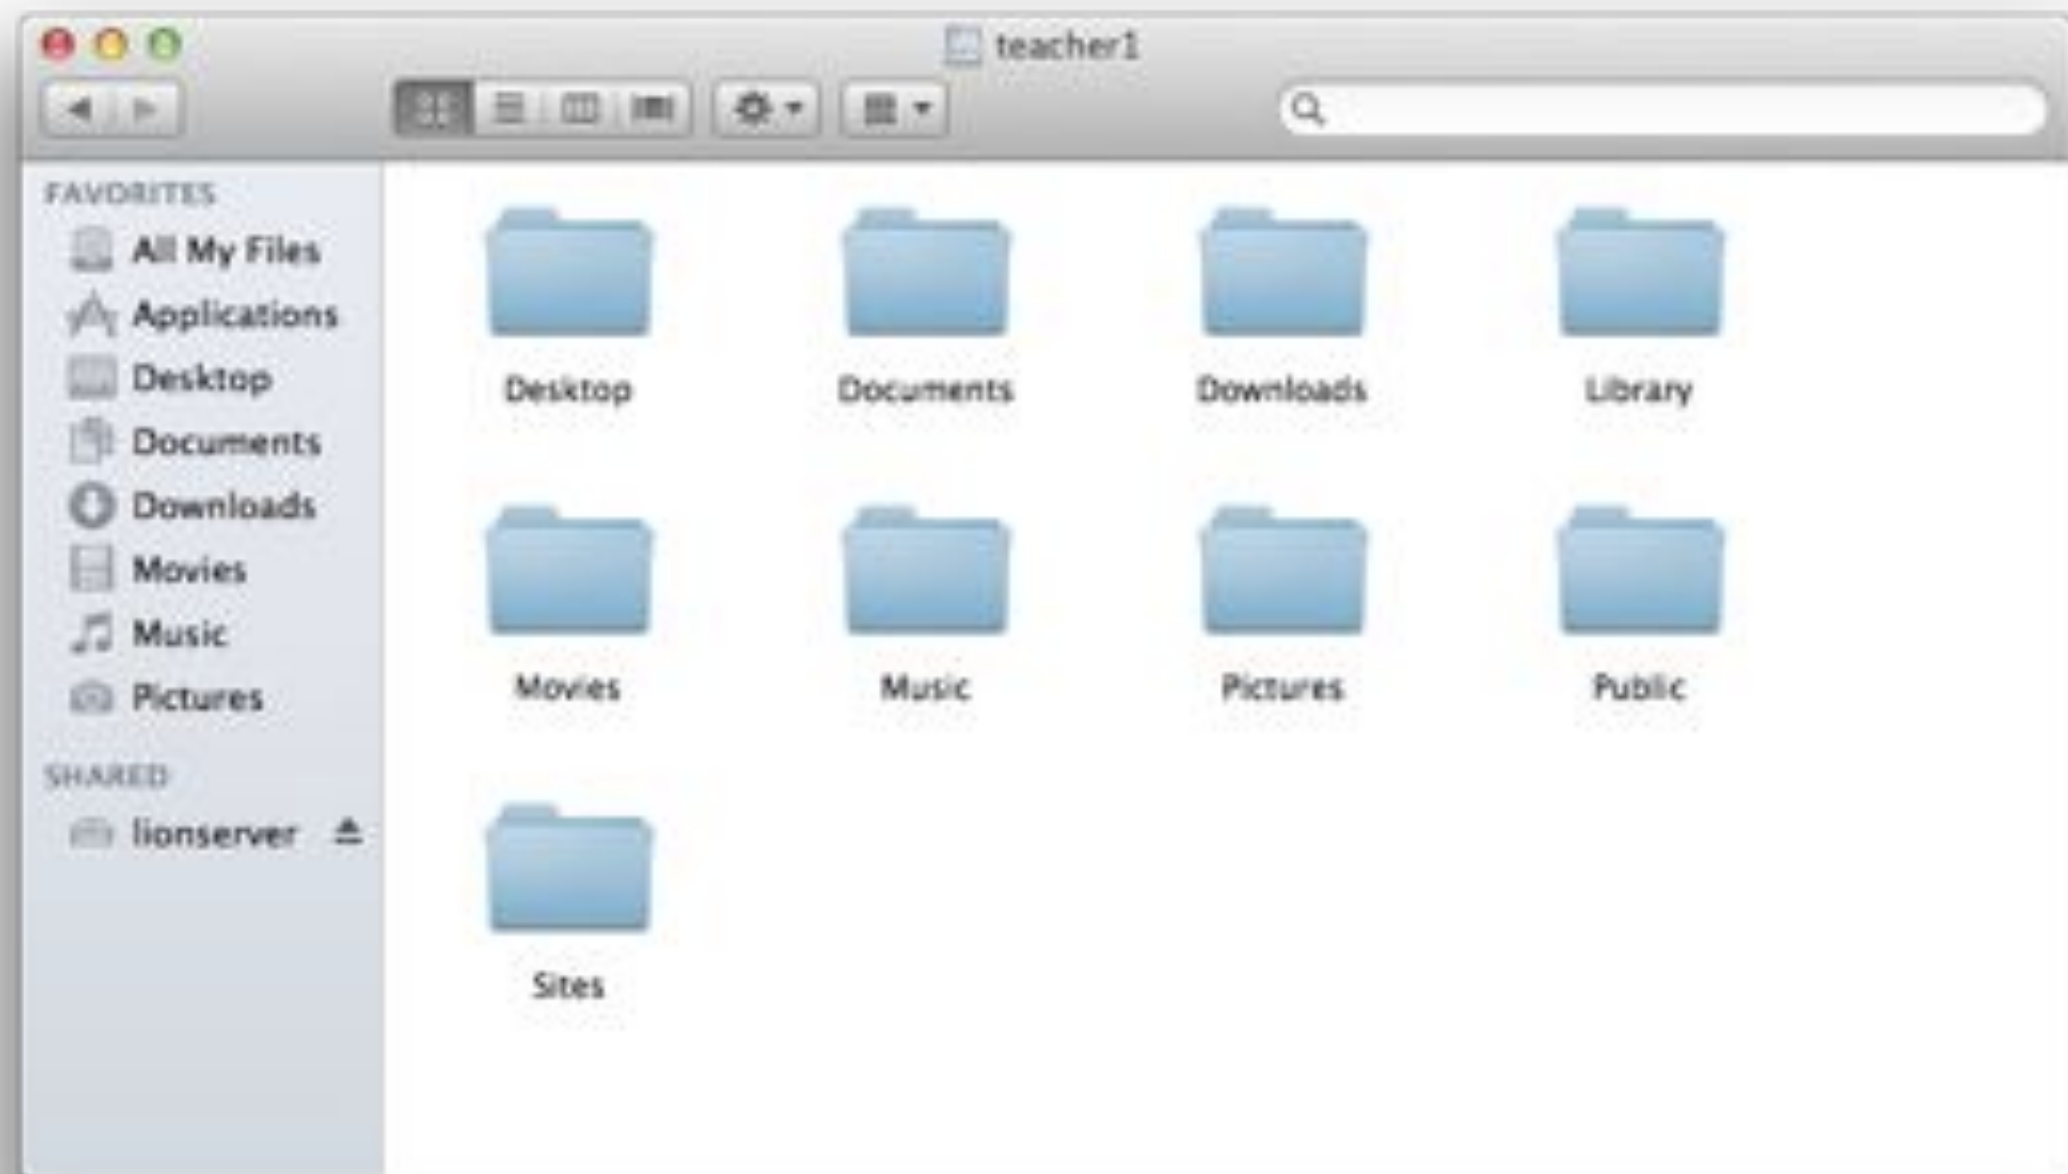 teacher1
FAVORITES
All My Files
Applications
Desktop
Documents
Downloads
Movies
Music
Pictures
SHARED
lionserver
Desktop Documents Downloads Library
Movies Music Pictures Public
Sites